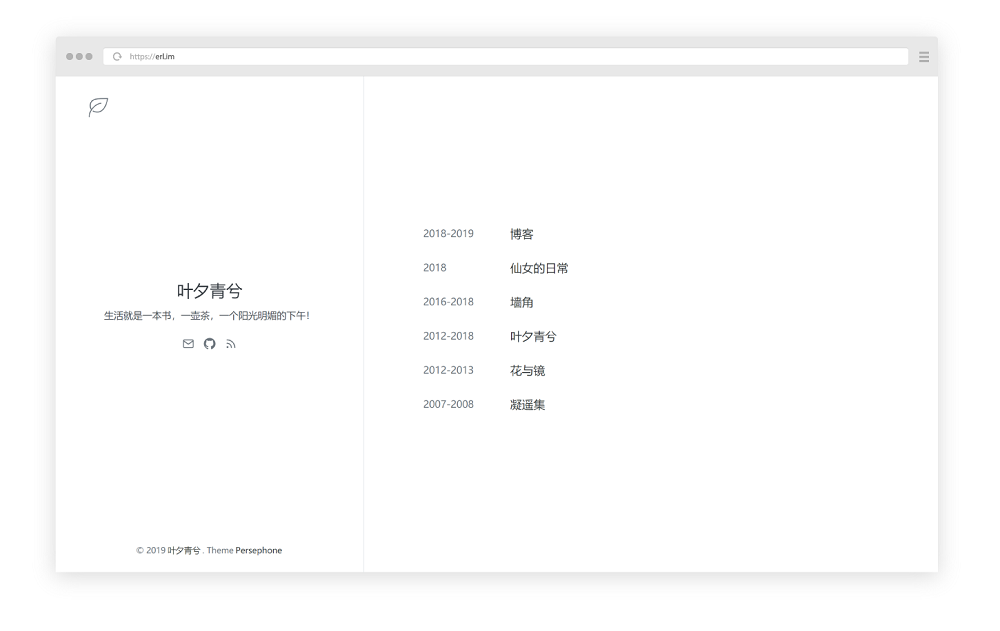 https://erl.im
叶夕青兮
生活就是一本书，一壶茶，一个阳光明媚的下午！
2018-2019 博客
2018 仙女的日常
2016-2018 墙角
2012-2018 叶夕青兮
2012-2013 花与镜
2007-2008 凝遥集
© 2019 叶夕青兮 . Theme Persephone